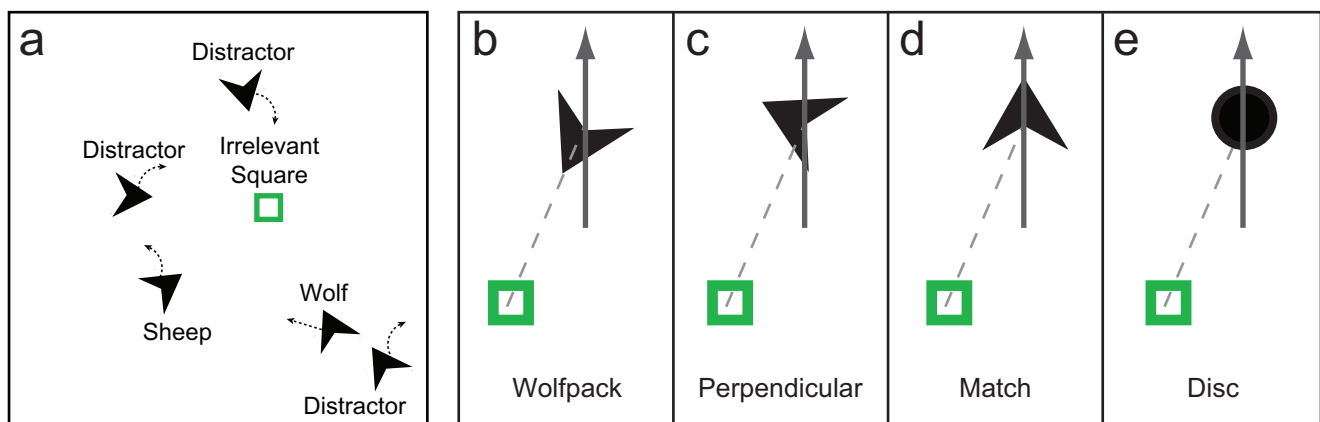 a
Distractor
Distractor
Irrelevant
Square
Sheep
Wolf
Distractor
b
Wolfpack
c
Perpendicular
d
Match
e
Disc